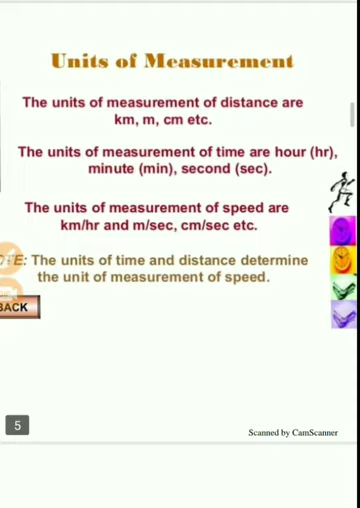 Units of Measurement
The units of measurement of distance are
km, m, cm etc.
The units of measurement of time are hour (hr),
minute (min), second (sec).
The units of measurement of speed are
km/hr and m/sec, cm/sec etc.
TE: The units of time and distance determine
the unit of measurement of speed.
BACK
5
Scanned by CamScanner